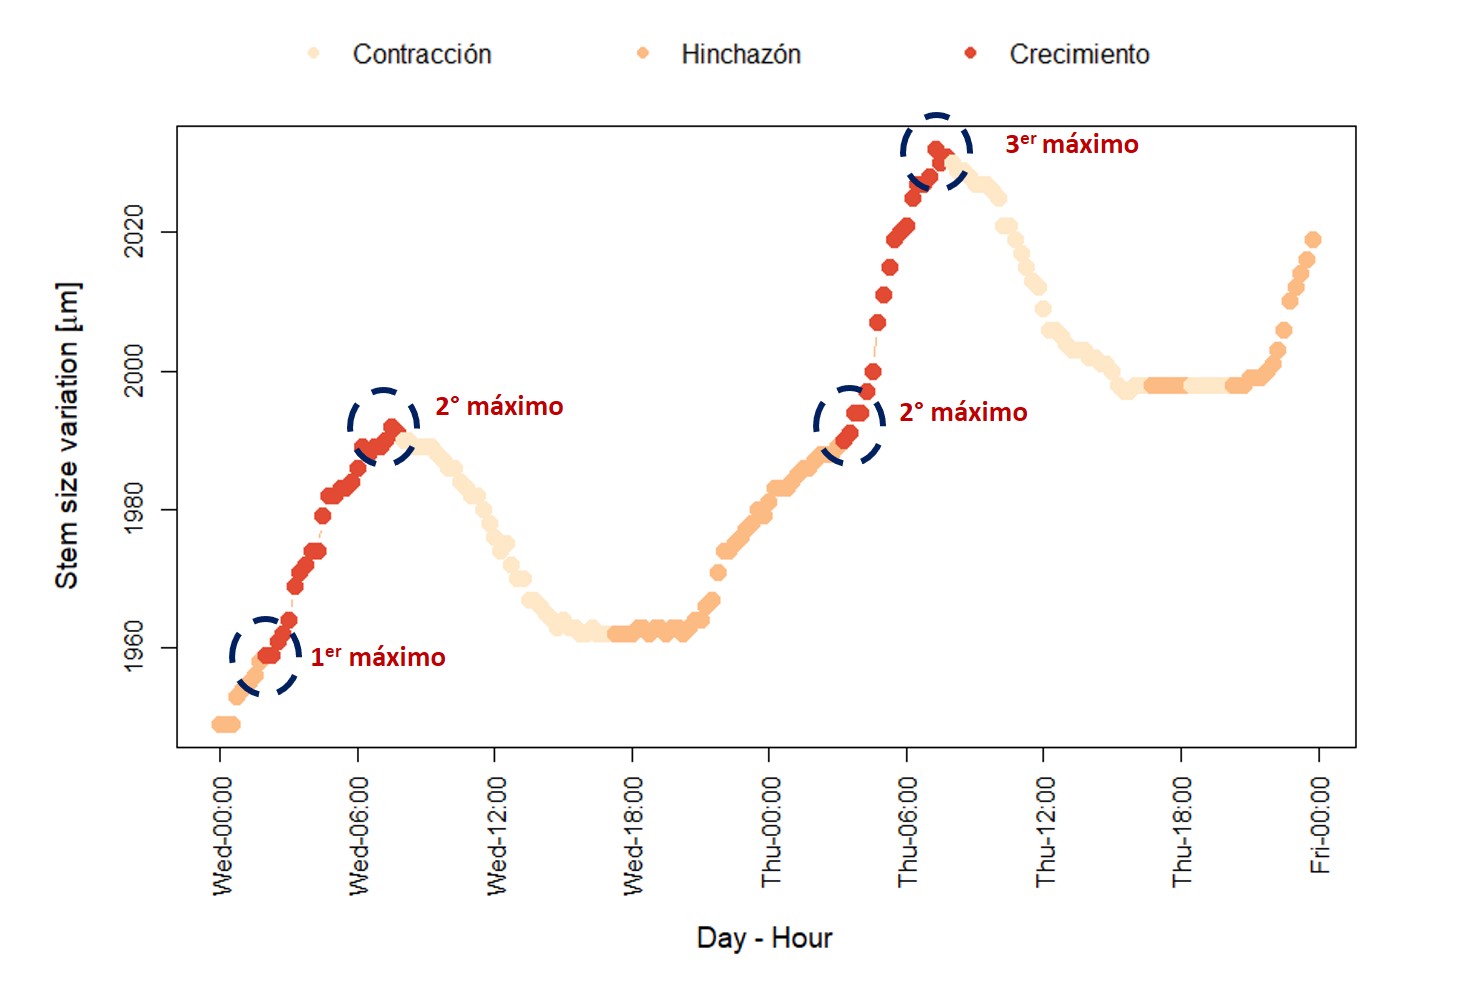 Contracción Hinchazón Crecimiento
3er máximo
2° máximo
2° máximo
1er máximo
Stem size variation [μm]
1960 1980 2000 2020
Wed-00:00 Wed-06:00 Wed-12:00 Wed-18:00 Thu-00:00 Thu-06:00 Thu-12:00 Thu-18:00 Fri-00:00
Day - Hour